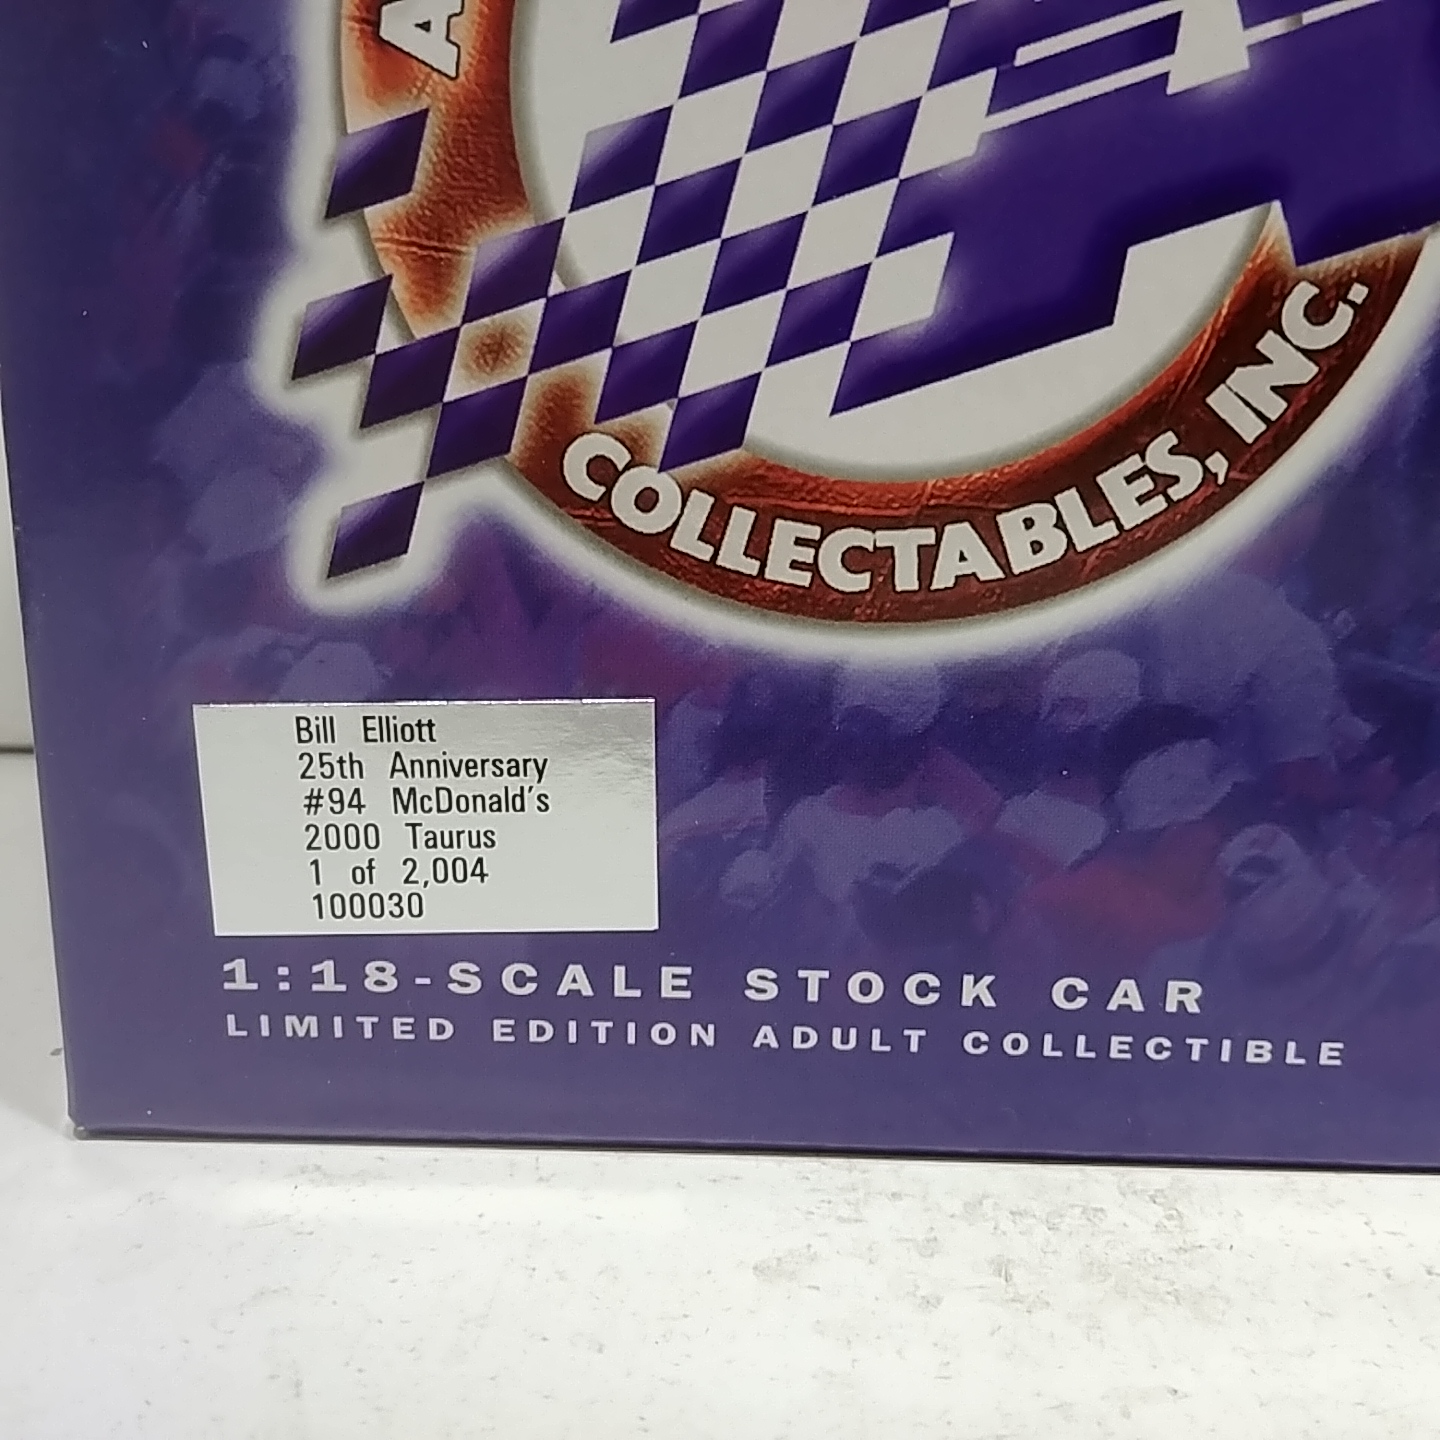 A
COLLECTABLES, INC.
Bill Elliott
25th Anniversary
#94 McDonald's
2000 Taurus
1 of 2,004
100030
1:18-SCALE STOCK CAR
LIMITED EDITION ADULT COLLECTIBLE